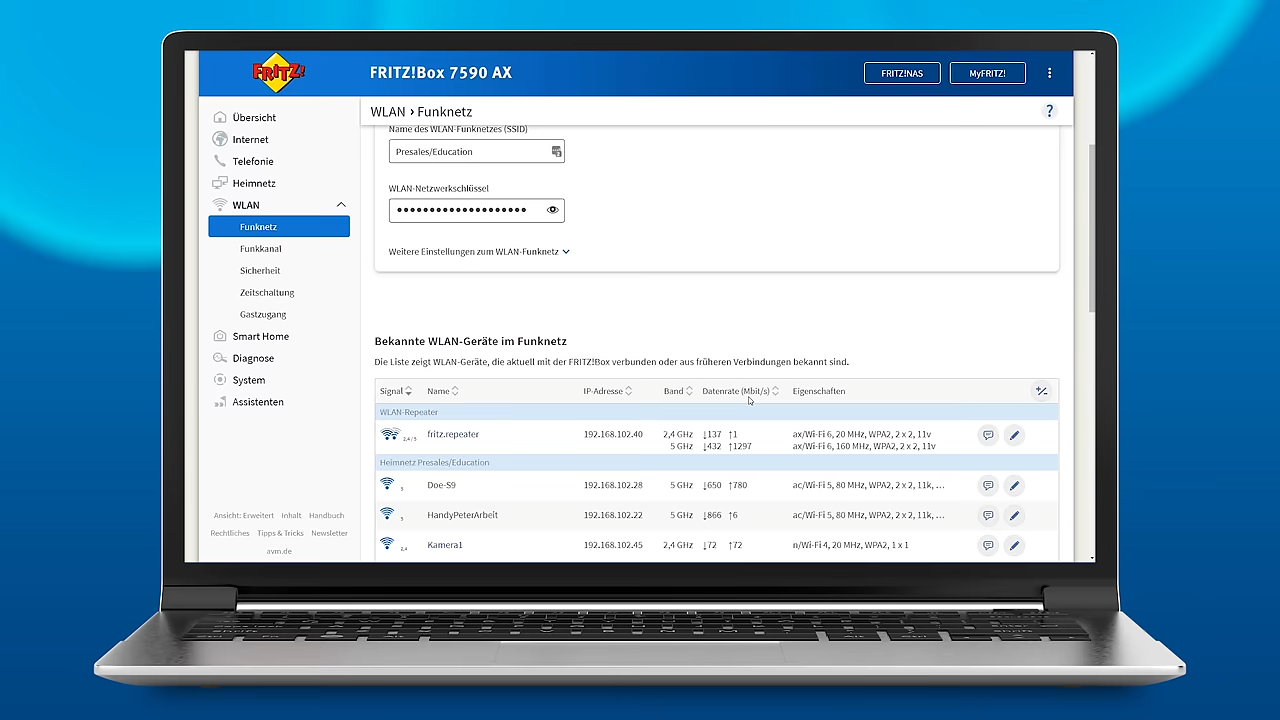 FRITZ!
FRITZ!Box 7590 AX
FRITZ!NAS
MyFRITZ!
WLAN › Funknetz
?
Übersicht
Internet
Telefonie
Heimnetz
WLAN
Funknetz
Funkkanal
Sicherheit
Zeitschaltung
Gastzugang
Smart Home
Diagnose
System
Assistenten
Ansicht: Erweitert Inhalt Handbuch
Rechtliches Tipps & Tricks Newsletter
avm.de
Name des WLAN-Funknetzes (SSID)
Presales/Education
WLAN-Netzwerkschlüssel
••••••••••••••••••••
Weitere Einstellungen zum WLAN-Funknetz
Bekannte WLAN-Geräte im Funknetz
Die Liste zeigt WLAN-Geräte, die aktuell mit der FRITZ!Box verbunden oder aus früheren Verbindungen bekannt sind.
Signal Name IP-Adresse Band Datenrate (Mbit/s) Eigenschaften
WLAN-Repeater
2,4 / 5 fritz.repeater 192.168.102.40 2,4 GHz ↓137 ↑1 ax/Wi-Fi 6, 20 MHz, WPA2, 2 x 2, 11v
5 GHz ↓432 ↑1297 ax/Wi-Fi 6, 160 MHz, WPA2, 2 x 2, 11v
Heimnetz Presales/Education
5 Doe-S9 192.168.102.28 5 GHz ↓650 ↑780 ac/Wi-Fi 5, 80 MHz, WPA2, 2 x 2, 11k, ...
5 HandyPeterArbeit 192.168.102.22 5 GHz ↓866 ↑6 ac/Wi-Fi 5, 80 MHz, WPA2, 2 x 2, 11k, ...
2,4 Kamera1 192.168.102.45 2,4 GHz ↓72 ↑72 n/Wi-Fi 4, 20 MHz, WPA2, 1 x 1